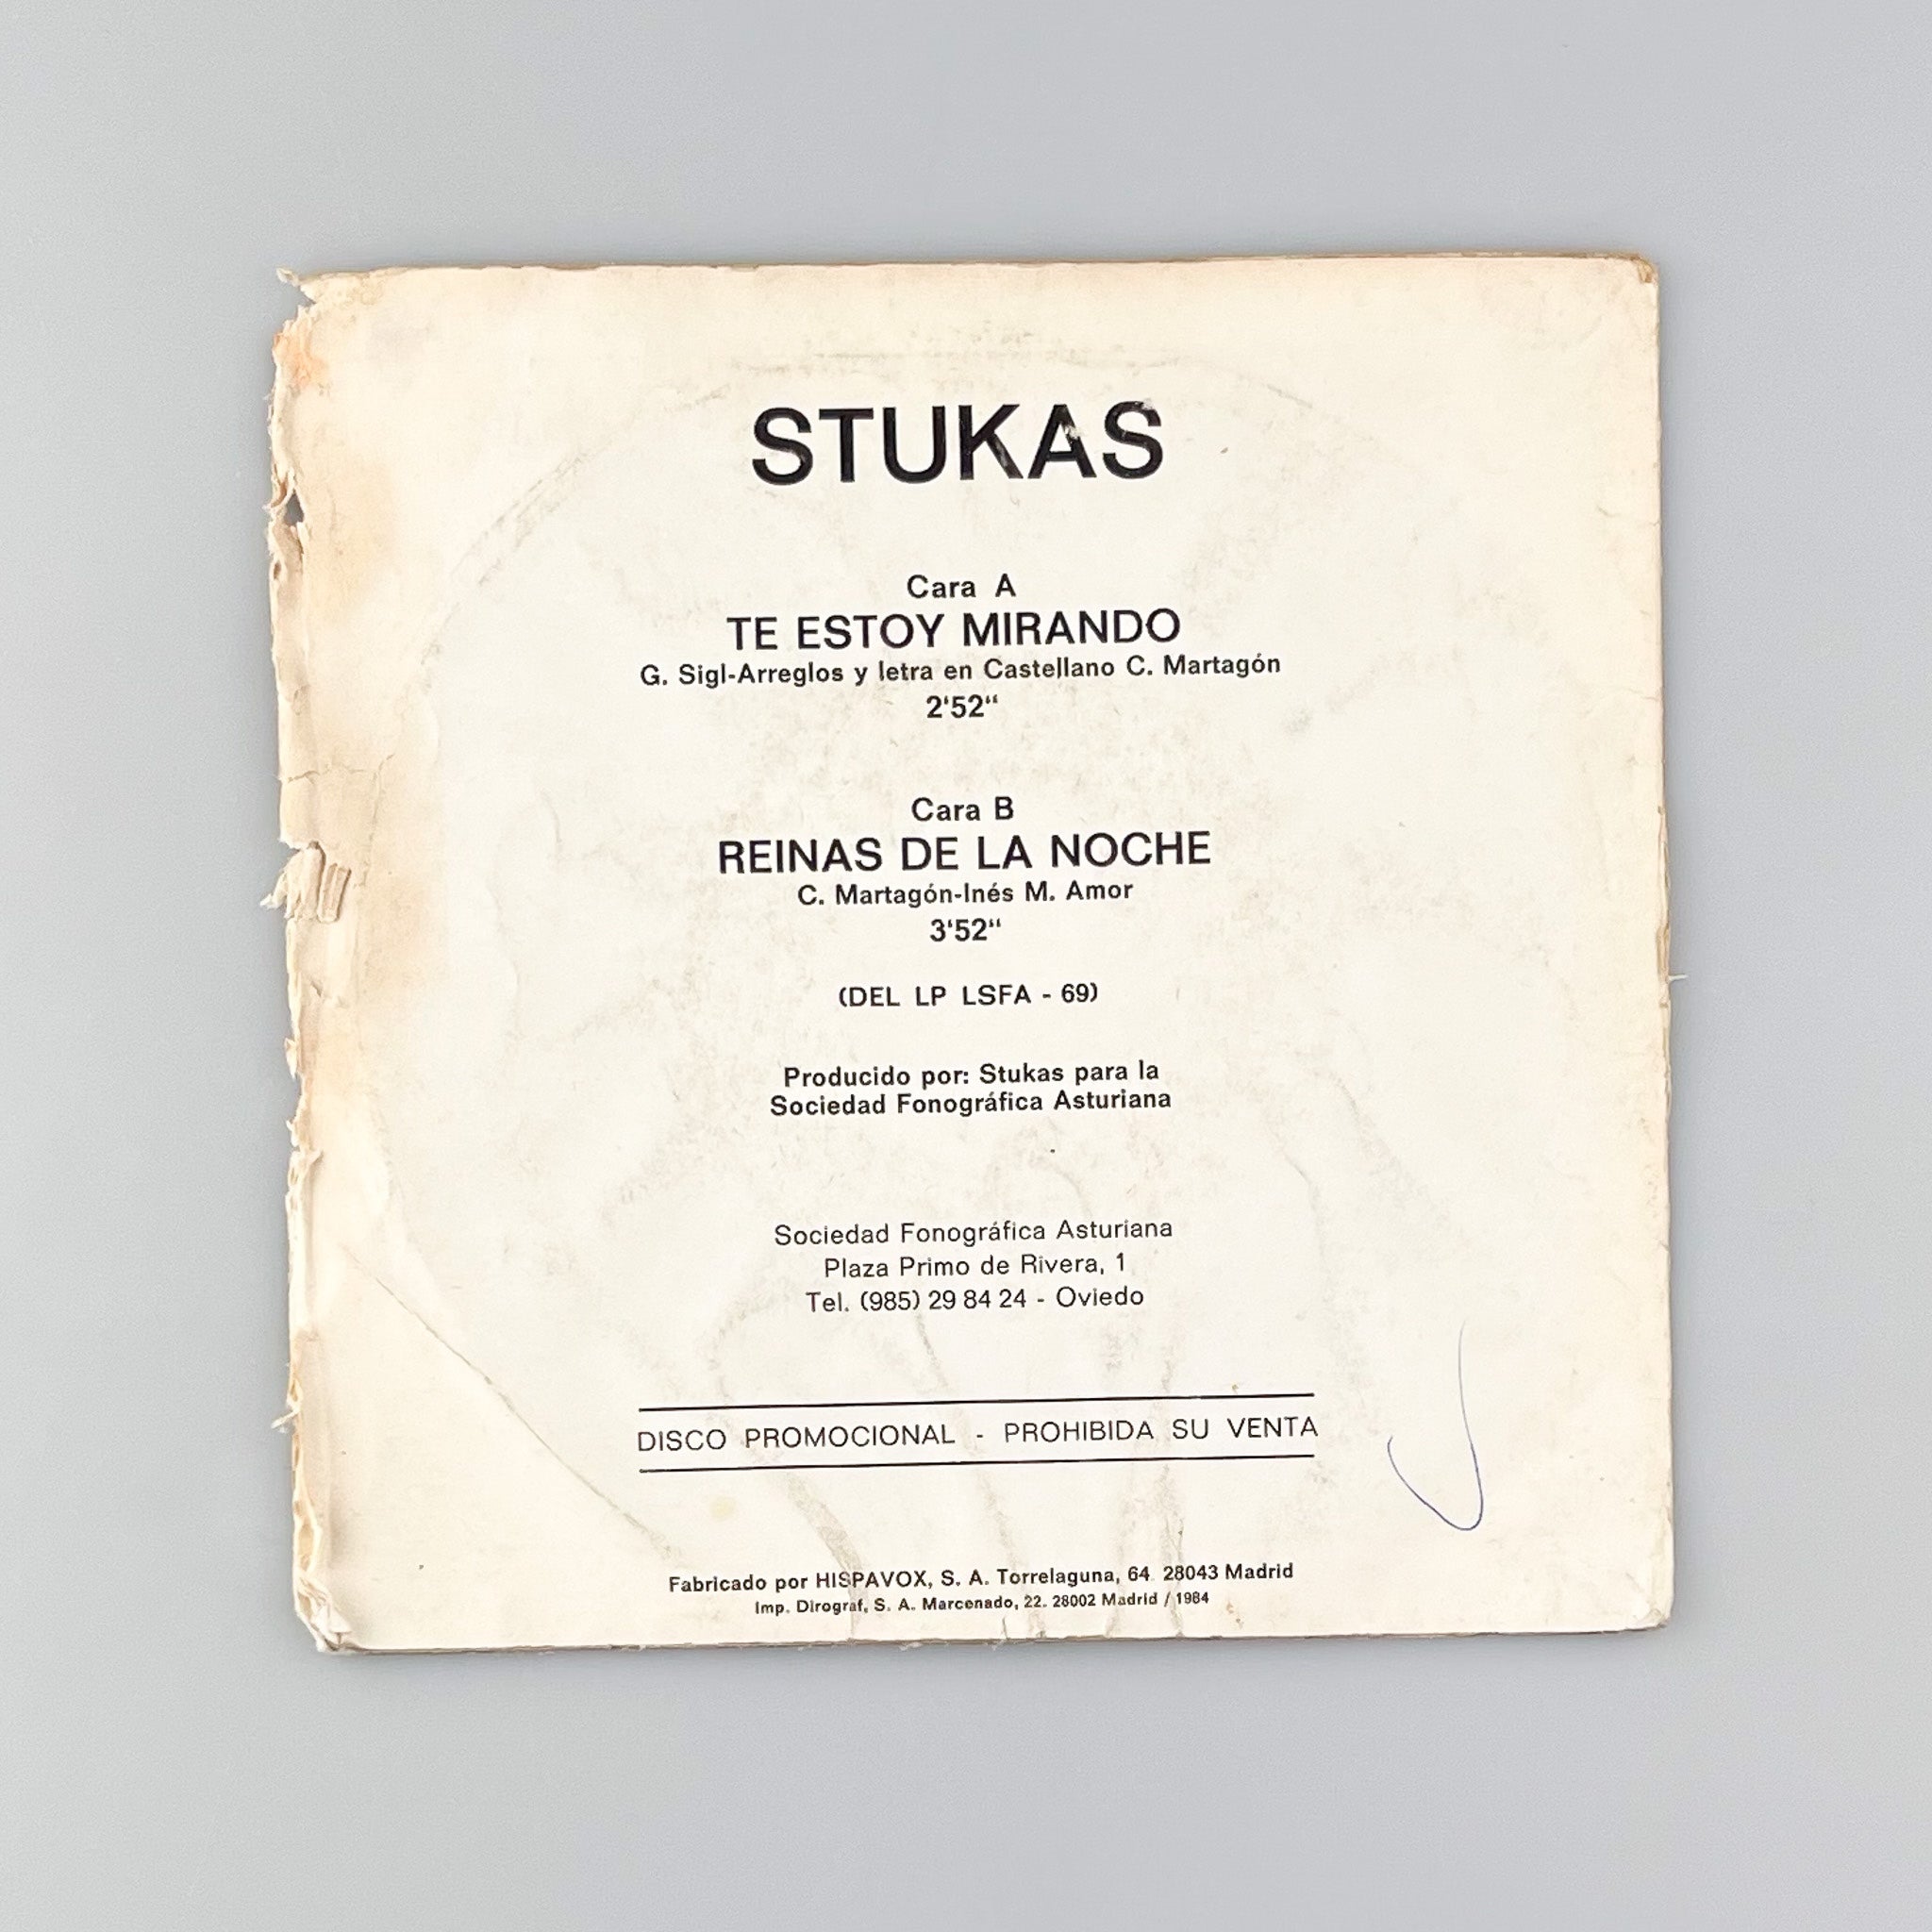 STUKAS
Cara A
TE ESTOY MIRANDO
G. Sigl-Arreglos y letra en Castellano C. Martagón
2'52"
Cara B
REINAS DE LA NOCHE
C. Martagón-Inés M. Amor
3'52"
(DEL LP LSFA - 69)
Producido por: Stukas para la
Sociedad Fonográfica Asturiana
Sociedad Fonográfica Asturiana
Plaza Primo de Rivera, 1
Tel. (985) 29 84 24 - Oviedo
DISCO PROMOCIONAL - PROHIBIDA SU VENTA
Fabricado por HISPAVOX, S. A. Torrelaguna, 64. 28043 Madrid
Imp. Dirograf, S. A. Marcenado, 22. 28002 Madrid / 1984